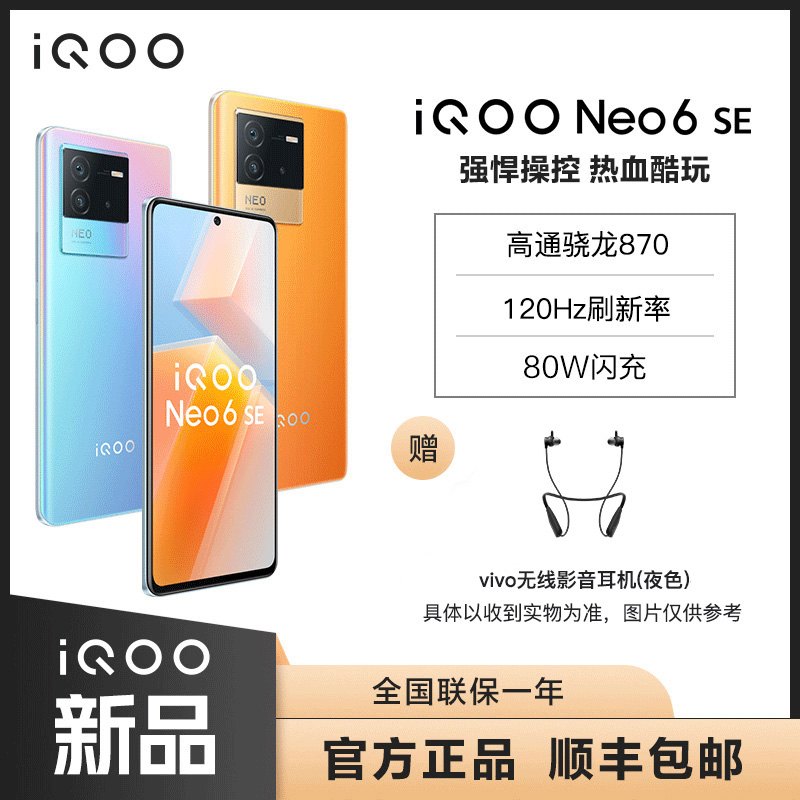 iQOO
iQOO Neo6 SE
强悍操控 热血酷玩
高通骁龙870
120Hz刷新率
80W闪充
NEO
NEO
iQOO
Neo6 SE
iQOO
iQOO
赠
vivo无线影音耳机(夜色)
具体以收到实物为准，图片仅供参考
iQOO
新品
全国联保一年
官方正品 顺丰包邮